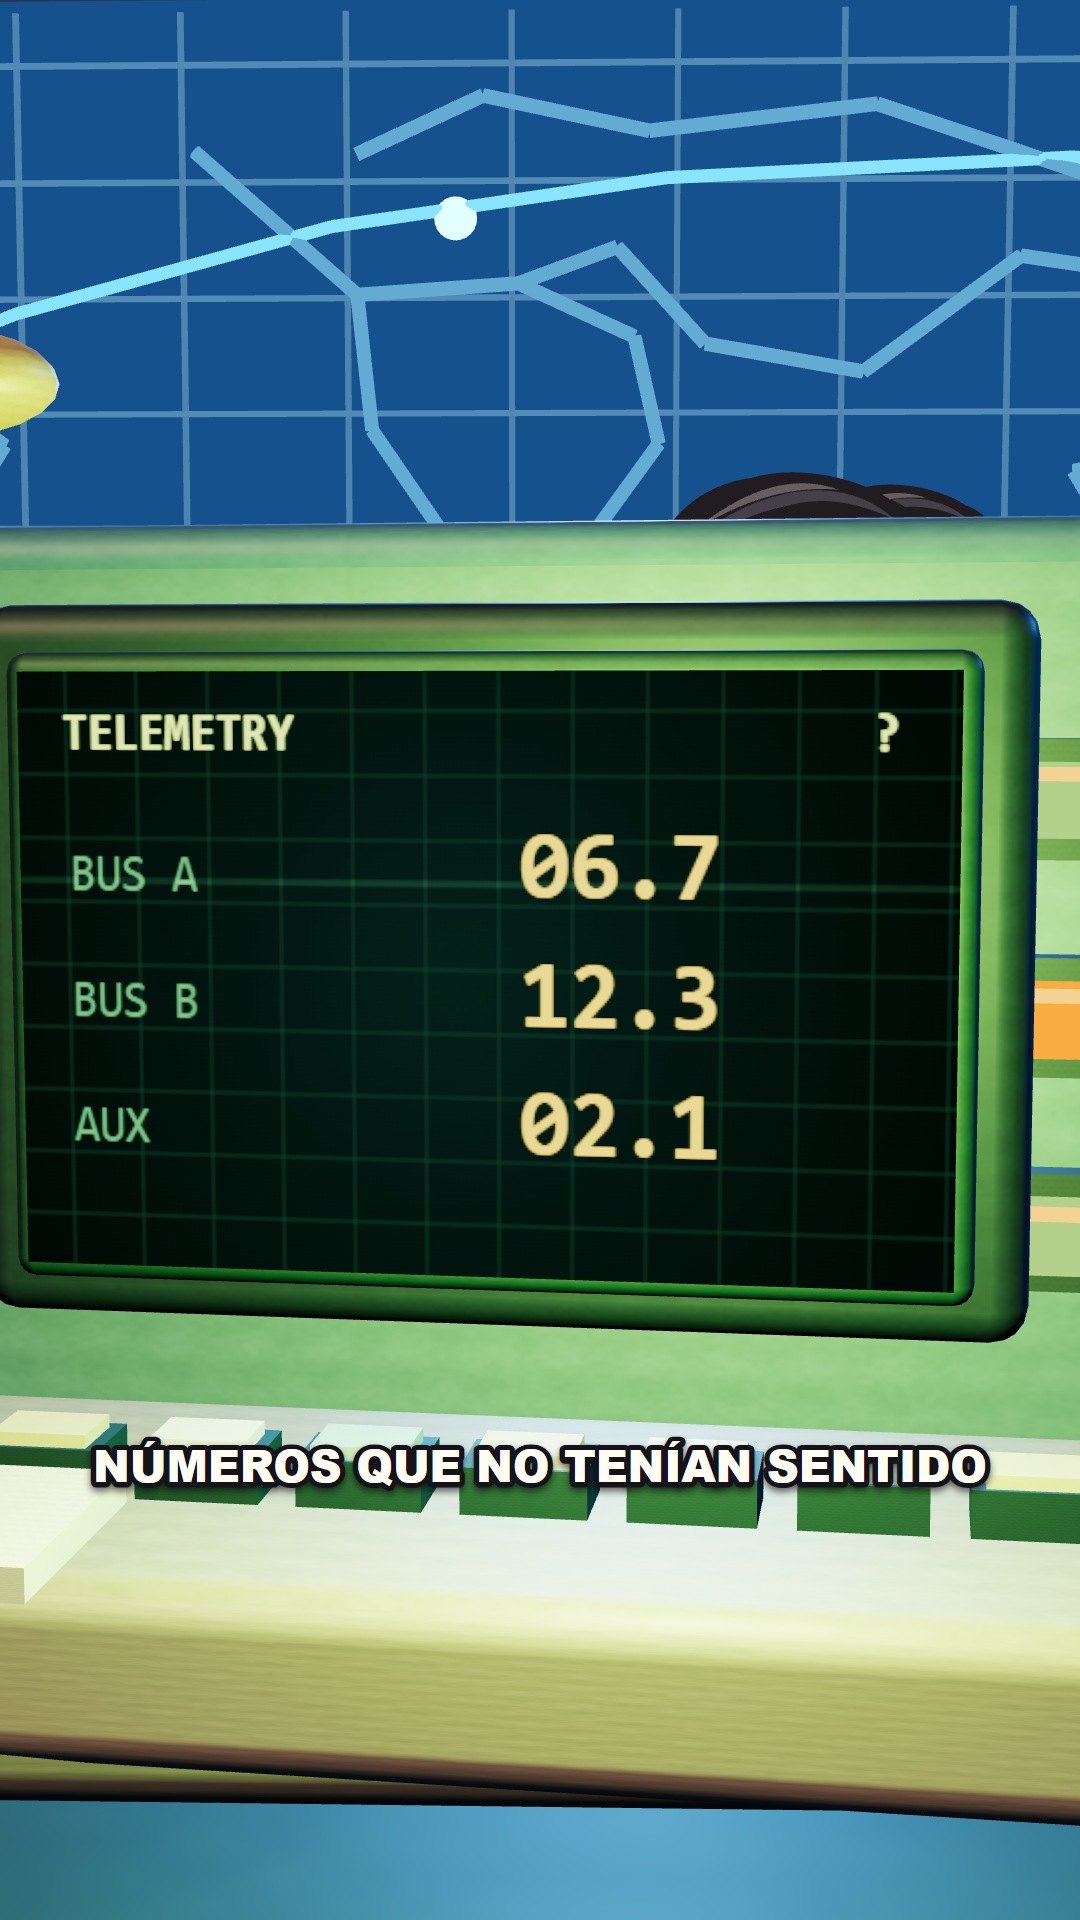 TELEMETRY ?
BUS A 06.7
BUS B 12.3
AUX 02.1
NÚMEROS QUE NO TENÍAN SENTIDO